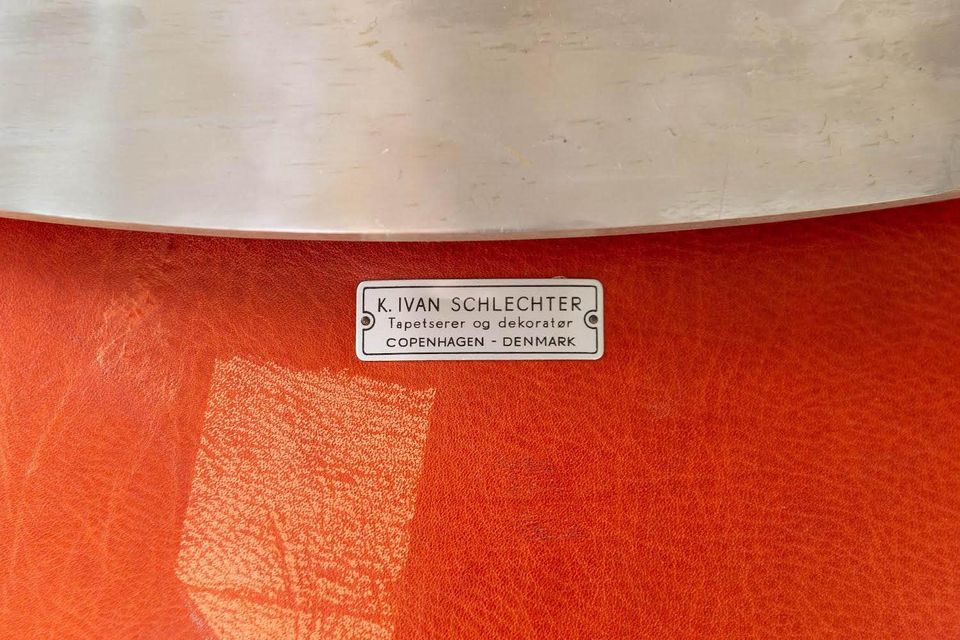 K. IVAN SCHLECHTER
Tapetserer og dekoratør
COPENHAGEN - DENMARK